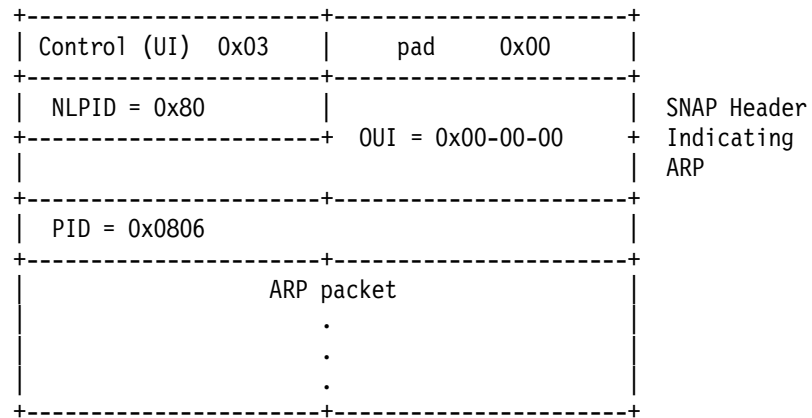 +-----------------------+-----------------------+
| Control (UI)  0x03    |     pad     0x00      |
+-----------------------+-----------------------+
|  NLPID = 0x80         |                       |  SNAP Header
+-----------------------+  OUI = 0x00-00-00     +  Indicating
|                                               |  ARP
+-----------------------+-----------------------+
|  PID = 0x0806                                 |
+-----------------------+-----------------------+
|                   ARP packet                  |
|                       .                       |
|                       .                       |
|                       .                       |
+-----------------------+-----------------------+